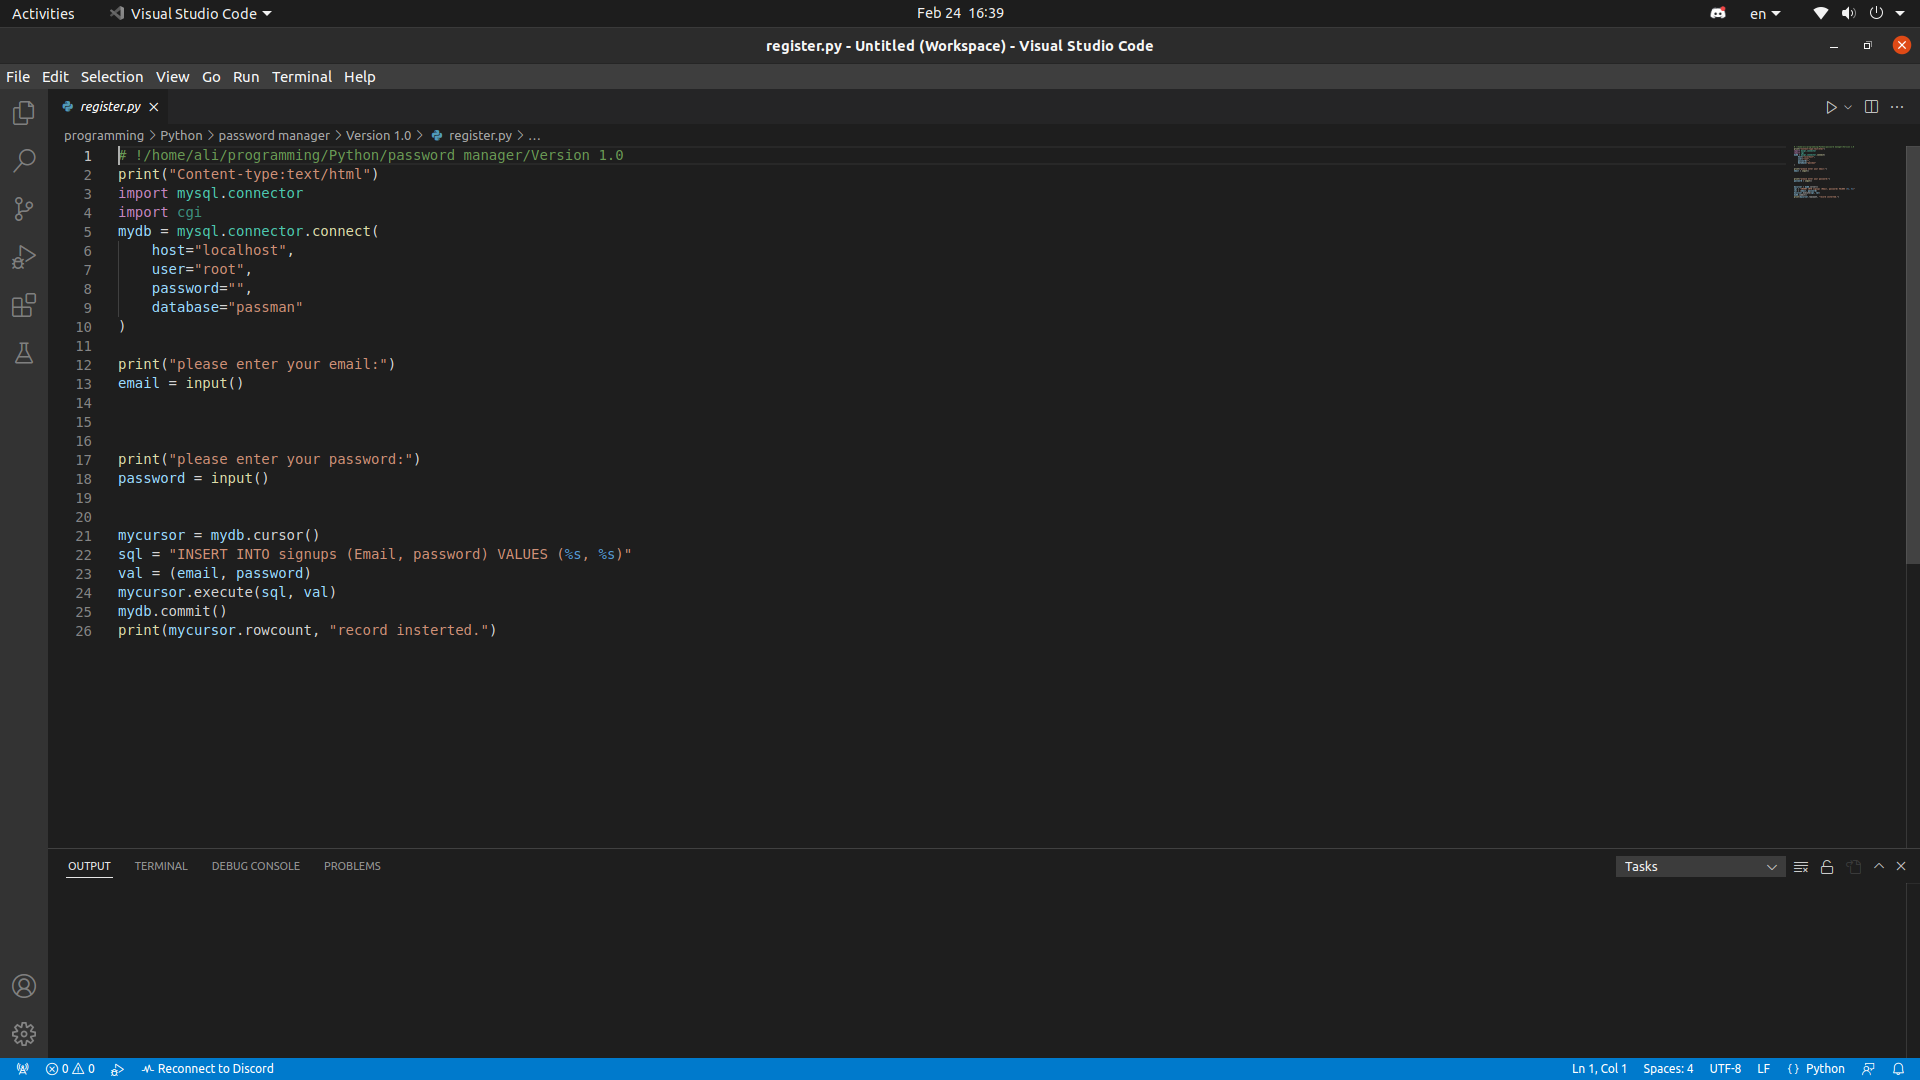 Activities Visual Studio Code Feb 24 16:39 en
register.py - Untitled (Workspace) - Visual Studio Code
File Edit Selection View Go Run Terminal Help
register.py
programming > Python > password manager > Version 1.0 > register.py > ...
1 # !/home/ali/programming/Python/password manager/Version 1.0
2 print("Content-type:text/html")
3 import mysql.connector
4 import cgi
5 mydb = mysql.connector.connect(
6     host="localhost",
7     user="root",
8     password="",
9     database="passman"
10 )
11
12 print("please enter your email:")
13 email = input()
14
15
16
17 print("please enter your password:")
18 password = input()
19
20
21 mycursor = mydb.cursor()
22 sql = "INSERT INTO signups (Email, password) VALUES (%s, %s)"
23 val = (email, password)
24 mycursor.execute(sql, val)
25 mydb.commit()
26 print(mycursor.rowcount, "record insterted.")
OUTPUT TERMINAL DEBUG CONSOLE PROBLEMS Tasks
0 0 Reconnect to Discord Ln 1, Col 1 Spaces: 4 UTF-8 LF {} Python